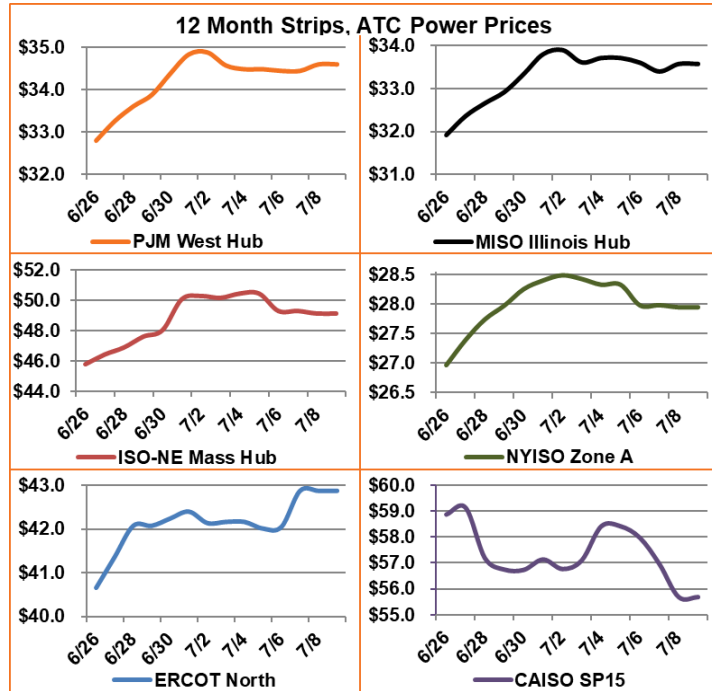 12 Month Strips, ATC Power Prices
$35.0
$34.0
$33.0
$32.0
6/26 6/28 6/30 7/2 7/4 7/6 7/8
PJM West Hub
$34.0
$33.0
$32.0
$31.0
6/26 6/28 6/30 7/2 7/4 7/6 7/8
MISO Illinois Hub
$52.0
$50.0
$48.0
$46.0
$44.0
6/26 6/28 6/30 7/2 7/4 7/6 7/8
ISO-NE Mass Hub
$28.5
$28.0
$27.5
$27.0
$26.5
6/26 6/28 6/30 7/2 7/4 7/6 7/8
NYISO Zone A
$43.0
$42.0
$41.0
$40.0
6/26 6/28 6/30 7/2 7/4 7/6 7/8
ERCOT North
$60.0
$59.0
$58.0
$57.0
$56.0
$55.0
6/26 6/28 6/30 7/2 7/4 7/6 7/8
CAISO SP15